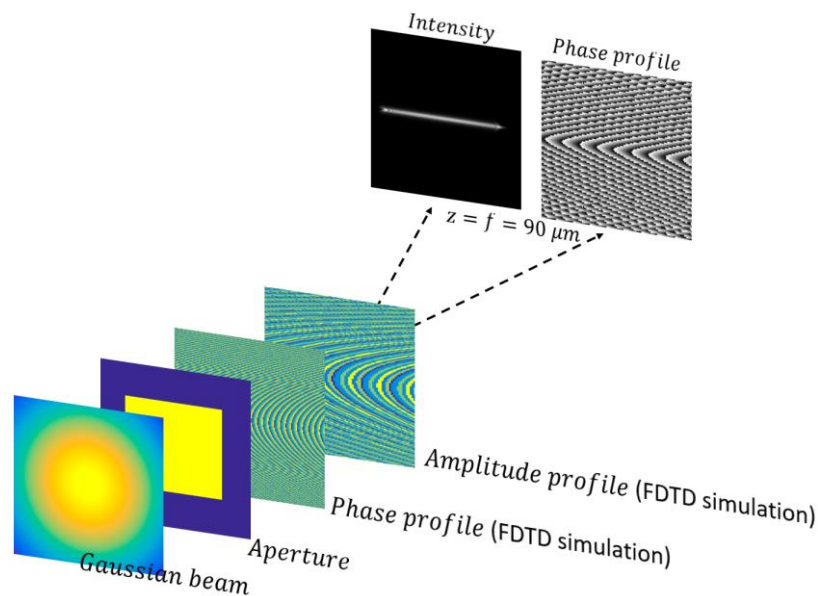 Intensity
Phase profile
z = f = 90 μm
Amplitude profile (FDTD simulation)
Phase profile (FDTD simulation)
Aperture
Gaussian beam